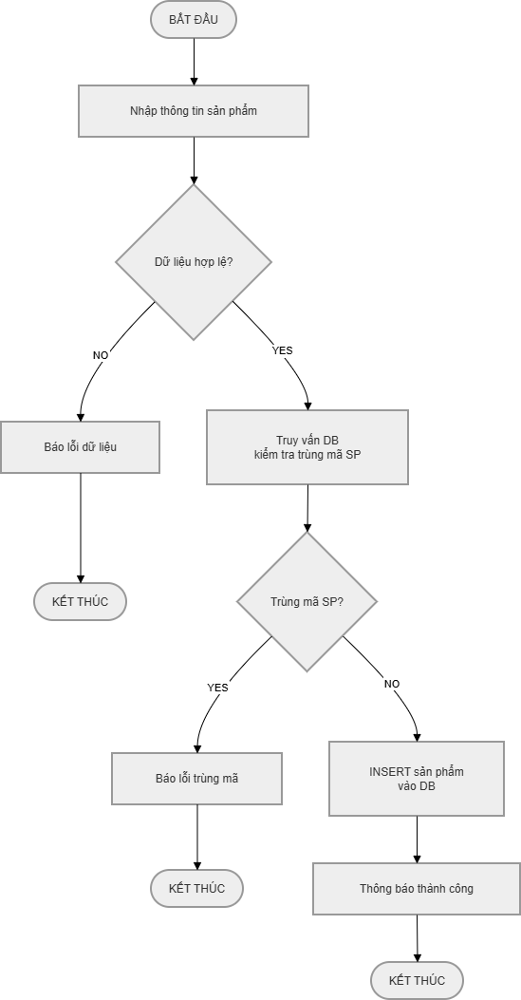 BẮT ĐẦU
Nhập thông tin sản phẩm
Dữ liệu hợp lệ?
NO
YES
Báo lỗi dữ liệu
Truy vấn DB
kiểm tra trùng mã SP
KẾT THÚC
Trùng mã SP?
YES
NO
Báo lỗi trùng mã
INSERT sản phẩm
vào DB
KẾT THÚC
Thông báo thành công
KẾT THÚC